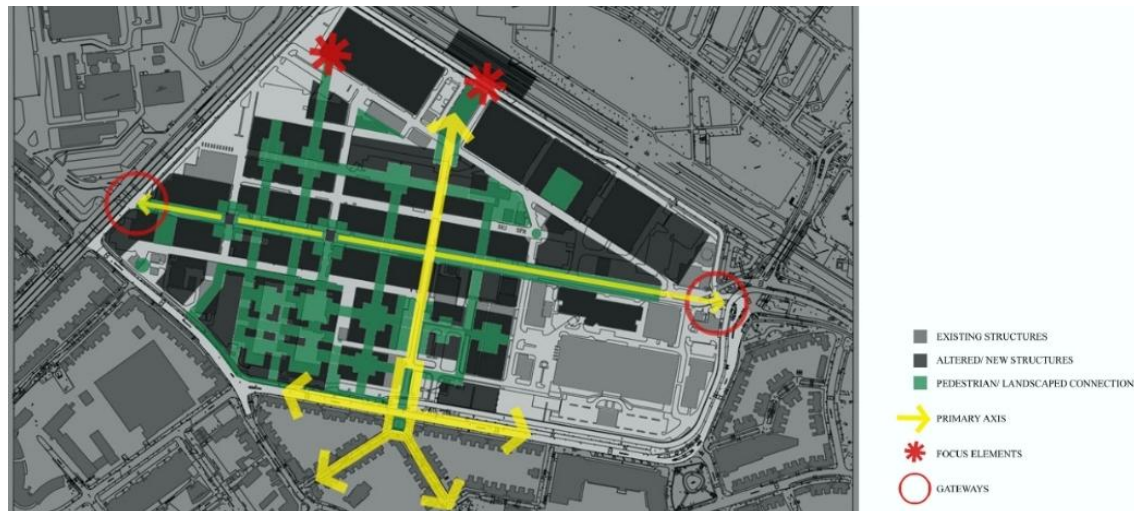 EXISTING STRUCTURES
ALTERED/ NEW STRUCTURES
PEDESTRIAN/ LANDSCAPED CONNECTION
PRIMARY AXIS
FOCUS ELEMENTS
GATEWAYS